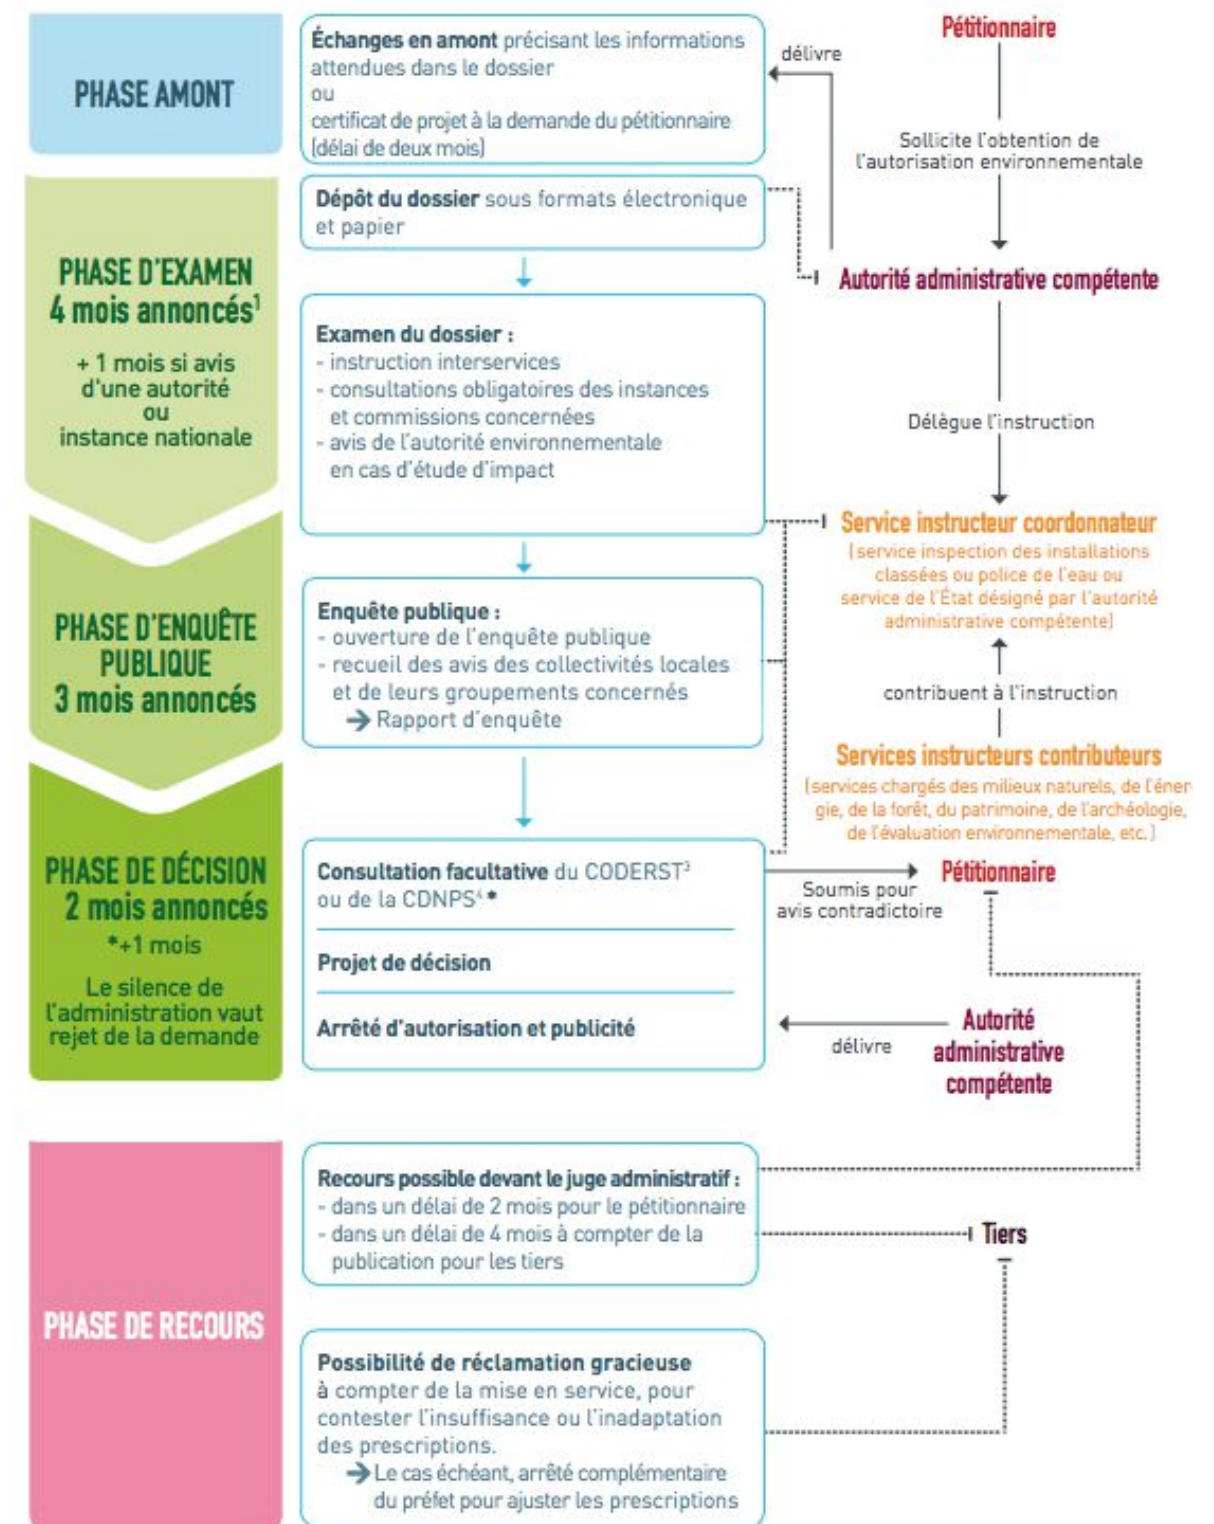 PHASE AMONT
Échanges en amont précisant les informations
attendues dans le dossier
ou
certificat de projet à la demande du pétitionnaire
(délai de deux mois)
délivre
Pétitionnaire
Sollicite l'obtention de
l'autorisation environnementale
Autorité administrative compétente
PHASE D'EXAMEN
4 mois annoncés¹
+ 1 mois si avis
d'une autorité
ou
instance nationale
Dépôt du dossier sous formats électronique
et papier
Examen du dossier :
- instruction interservices
- consultations obligatoires des instances
et commissions concernées
- avis de l'autorité environnementale
en cas d'étude d'impact
Délègue l'instruction
Service instructeur coordonnateur
(service inspection des installations
classées ou police de l'eau ou
service de l'État désigné par l'autorité
administrative compétente)
PHASE D'ENQUÊTE
PUBLIQUE
3 mois annoncés
Enquête publique :
- ouverture de l'enquête publique
- recueil des avis des collectivités locales
et de leurs groupements concernés
→ Rapport d'enquête
contribuent à l'instruction
Services instructeurs contributeurs
(services chargés des milieux naturels, de l'éner-
gie, de la forêt, du patrimoine, de l'archéologie,
de l'évaluation environnementale, etc.)
PHASE DE DÉCISION
2 mois annoncés
*+1 mois
Le silence de
l'administration vaut
rejet de la demande
Consultation facultative du CODERST³
ou de la CDNPS⁴*
Projet de décision
Arrêté d'autorisation et publicité
Soumis pour
avis contradictoire
Pétitionnaire
délivre
Autorité
administrative
compétente
PHASE DE RECOURS
Recours possible devant le juge administratif :
- dans un délai de 2 mois pour le pétitionnaire
- dans un délai de 4 mois à compter de la
publication pour les tiers
Tiers
Possibilité de réclamation gracieuse
à compter de la mise en service, pour
contester l'insuffisance ou l'inadaptation
des prescriptions.
→ Le cas échéant, arrêté complémentaire
du préfet pour ajuster les prescriptions